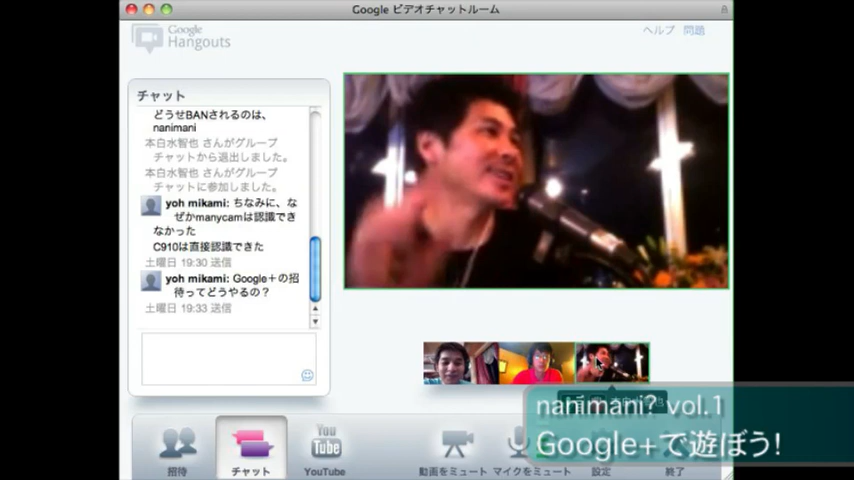 Google ビデオチャットルーム
Google
Hangouts
ヘルプ 問題
チャット
どうせBANされるのは、
nanimani
本白水智也 さんがグループ
チャットから退出しました。
本白水智也 さんがグループ
チャットに参加しました。
yoh mikami: ちなみに、な
ぜかmanycamは認識でき
なかった
C910は直接認識できた
土曜日 19:30 送信
yoh mikami: Google＋の招
待ってどうやるの？
土曜日 19:33 送信
nanimani? vol.1
Google+で遊ぼう!
You
Tube
招待
チャット
YouTube
動画をミュート
マイクをミュート
設定
終了